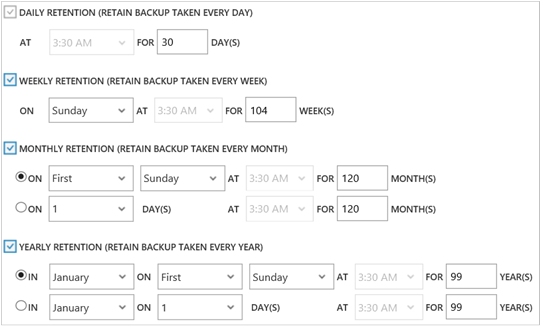 DAILY RETENTION (RETAIN BACKUP TAKEN EVERY DAY)
AT 3:30 AM FOR 30 DAY(S)
WEEKLY RETENTION (RETAIN BACKUP TAKEN EVERY WEEK)
ON Sunday AT 3:30 AM FOR 104 WEEK(S)
MONTHLY RETENTION (RETAIN BACKUP TAKEN EVERY MONTH)
ON First Sunday AT 3:30 AM FOR 120 MONTH(S)
ON 1 DAY(S) AT 3:30 AM FOR 120 MONTH(S)
YEARLY RETENTION (RETAIN BACKUP TAKEN EVERY YEAR)
IN January ON First Sunday AT 3:30 AM FOR 99 YEAR(S)
IN January ON 1 DAY(S) AT 3:30 AM FOR 99 YEAR(S)